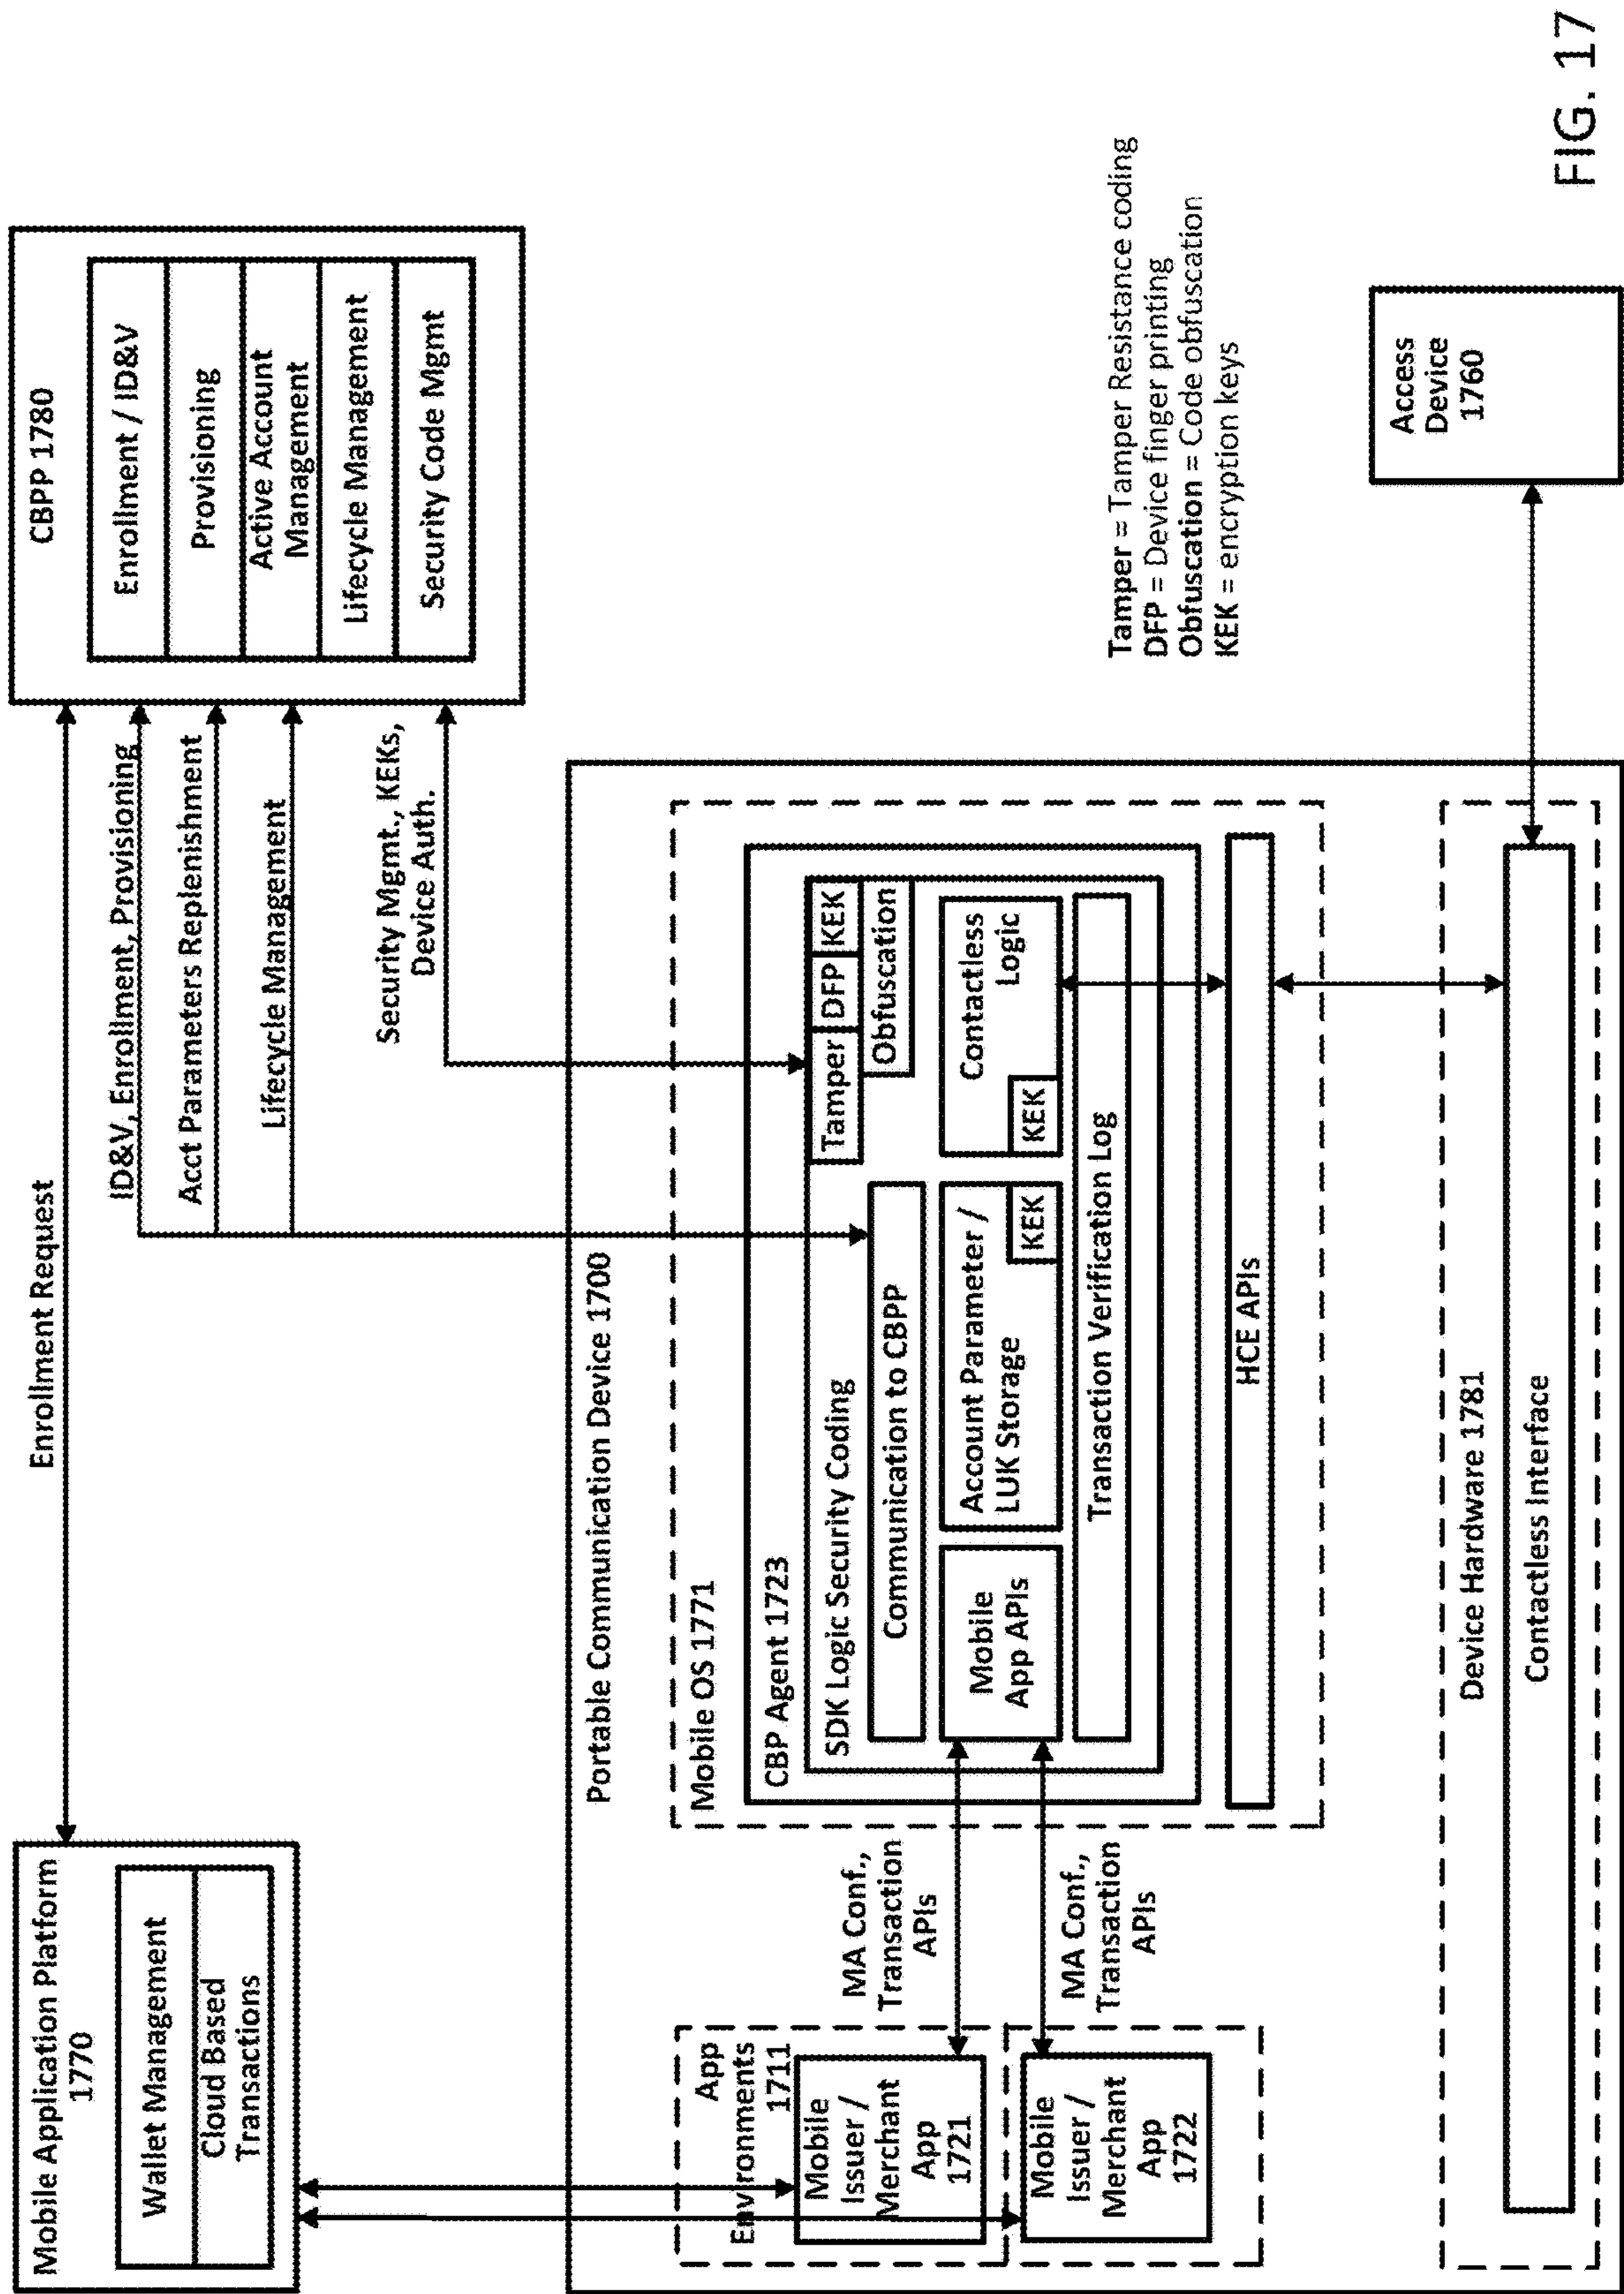 Mobile Application Platform
1770
Wallet Management
Cloud Based
Transactions
Enrollment Request
CBPP 1780
Enrollment / ID&V
Provisioning
Active Account
Management
Lifecycle Management
Security Code Mgmt
ID&V, Enrollment, Provisioning
Acct Parameters Replenishment
Lifecycle Management
Security Mgmt., KEKs,
Device Auth.
Portable Communication Device 1700
App
Environments
1711
Mobile
Issuer /
Merchant
App
1721
Mobile
Issuer /
Merchant
App
1722
MA Conf.,
Transaction
APIs
MA Conf.,
Transaction
APIs
Mobile OS 1771
CBP Agent 1723
SDK Logic Security Coding
Tamper
DFP
KEK
Obfuscation
Communication to CBPP
Mobile
App APIs
Account Parameter /
LUK Storage
KEK
Contactless
Logic
KEK
Transaction Verification Log
HCE APIs
Device Hardware 1781
Contactless Interface
Tamper = Tamper Resistance coding
DFP = Device finger printing
Obfuscation = Code obfuscation
KEK = encryption keys
Access
Device
1760
FIG. 17